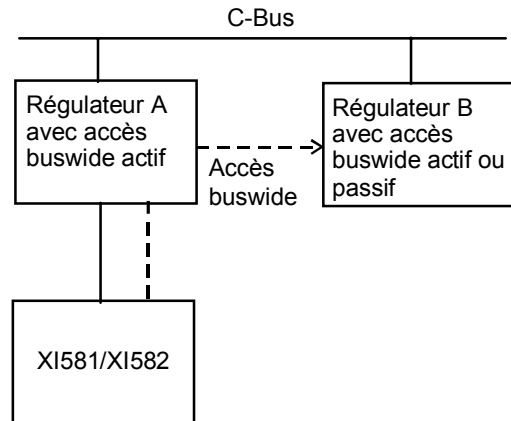 C-Bus
Régulateur A
avec accès
buswide actif
Régulateur B
avec accès
buswide actif ou
passif
Accès
buswide
XI581/XI582